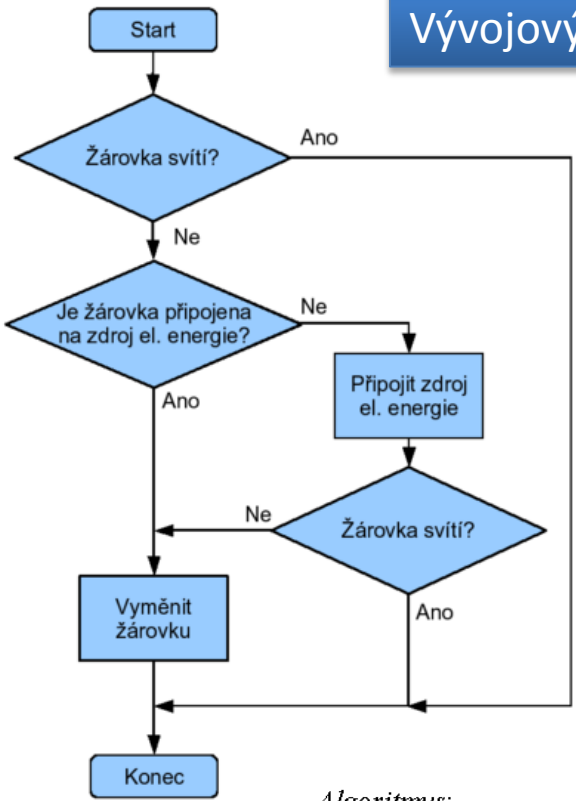 Vývojový
Start
Žárovka svítí?
Ano
Ne
Je žárovka připojena
na zdroj el. energie?
Ne
Připojit zdroj
el. energie
Ano
Ne
Žárovka svítí?
Vyměnit
žárovku
Ano
Konec
Algoritmus: